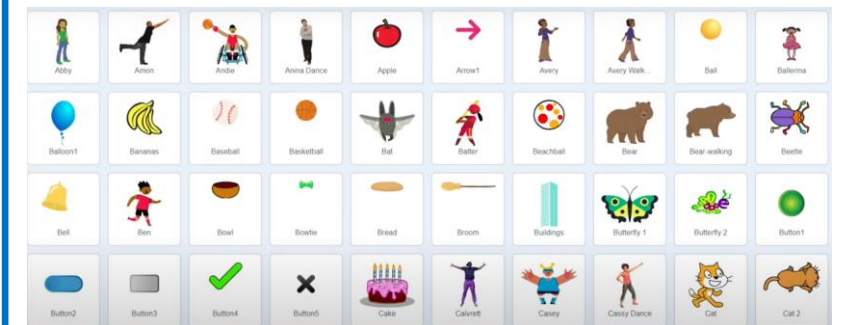 Abby Amon Andie Anina Dance Apple Arrow1 Avery Avery Walk.. Ball Ballerina
Balloon1 Bananas Baseball Basketball Bat Batter Beachball Bear Bear-walking Beetle
Bell Ben Bowl Bowtie Bread Broom Buildings Butterfly 1 Butterfly 2 Button1
Button2 Button3 Button4 Button5 Cake Calvrett Casey Cassy Dance Cat Cat 2